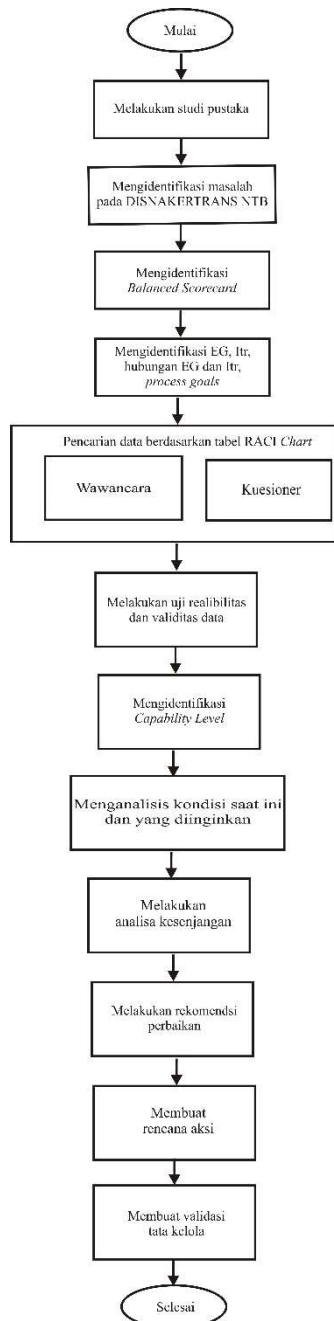 Mulai
Melakukan studi pustaka
Mengidentifikasi masalah
pada DISNAKERTRANS NTB
Mengidentifikasi
Balanced Scorecard
Mengidentifikasi EG, Itr,
hubungan EG dan Itr,
process goals
Pencarian data berdasarkan tabel RACI Chart
Wawancara
Kuesioner
Melakukan uji realibilitas
dan validitas data
Mengidentifikasi
Capability Level
Menganalisis kondisi saat ini
dan yang diinginkan
Melakukan
analisa kesenjangan
Melakukan rekomendsi
perbaikan
Membuat
rencana aksi
Membuat validasi
tata kelola
Selesai